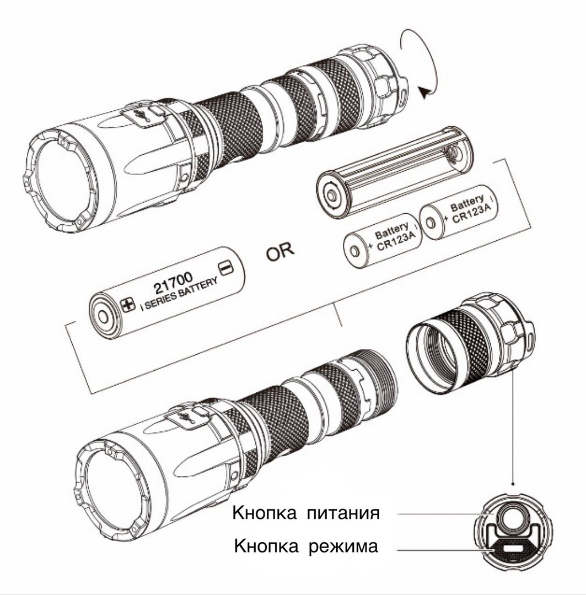 Battery
CR123A
Battery
CR123A
OR
21700
i SERIES BATTERY
Кнопка питания
Кнопка режима